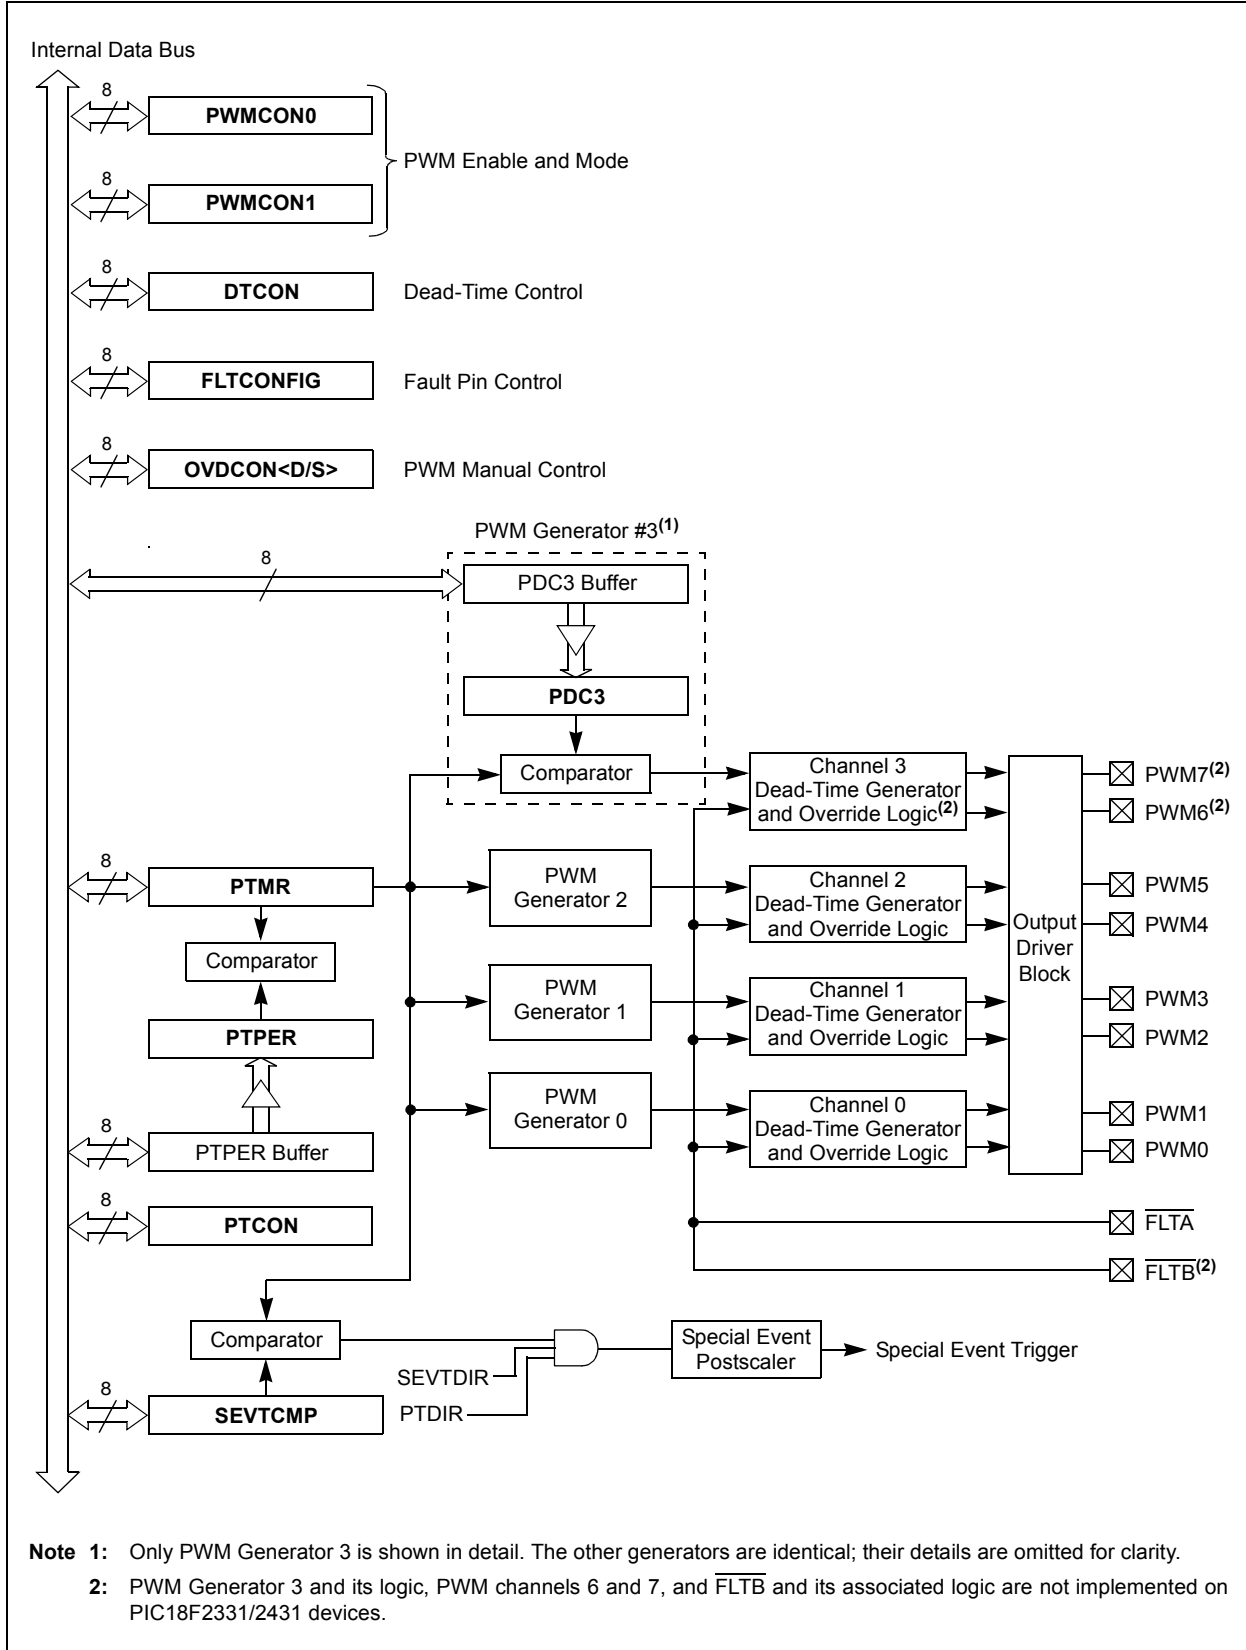 Internal Data Bus
8
PWMCON0
PWM Enable and Mode
8
PWMCON1
8
DTCON
Dead-Time Control
8
FLTCONFIG
Fault Pin Control
8
OVDCON<D/S>
PWM Manual Control
PWM Generator #3(1)
8
PDC3 Buffer
PDC3
Comparator
Channel 3
Dead-Time Generator
and Override Logic(2)
PWM7(2)
PWM6(2)
8
PTMR
PWM
Generator 2
Channel 2
Dead-Time Generator
and Override Logic
PWM5
PWM4
Output
Driver
Block
Comparator
PWM
Generator 1
Channel 1
Dead-Time Generator
and Override Logic
PWM3
PWM2
PTPER
PWM
Generator 0
Channel 0
Dead-Time Generator
and Override Logic
PWM1
PWM0
8
PTPER Buffer
8
PTCON
FLTA
FLTB(2)
Comparator
SEVTDIR
PTDIR
Special Event
Postscaler
Special Event Trigger
8
SEVTCMP
Note 1: Only PWM Generator 3 is shown in detail. The other generators are identical; their details are omitted for clarity.
2: PWM Generator 3 and its logic, PWM channels 6 and 7, and FLTB and its associated logic are not implemented on
PIC18F2331/2431 devices.